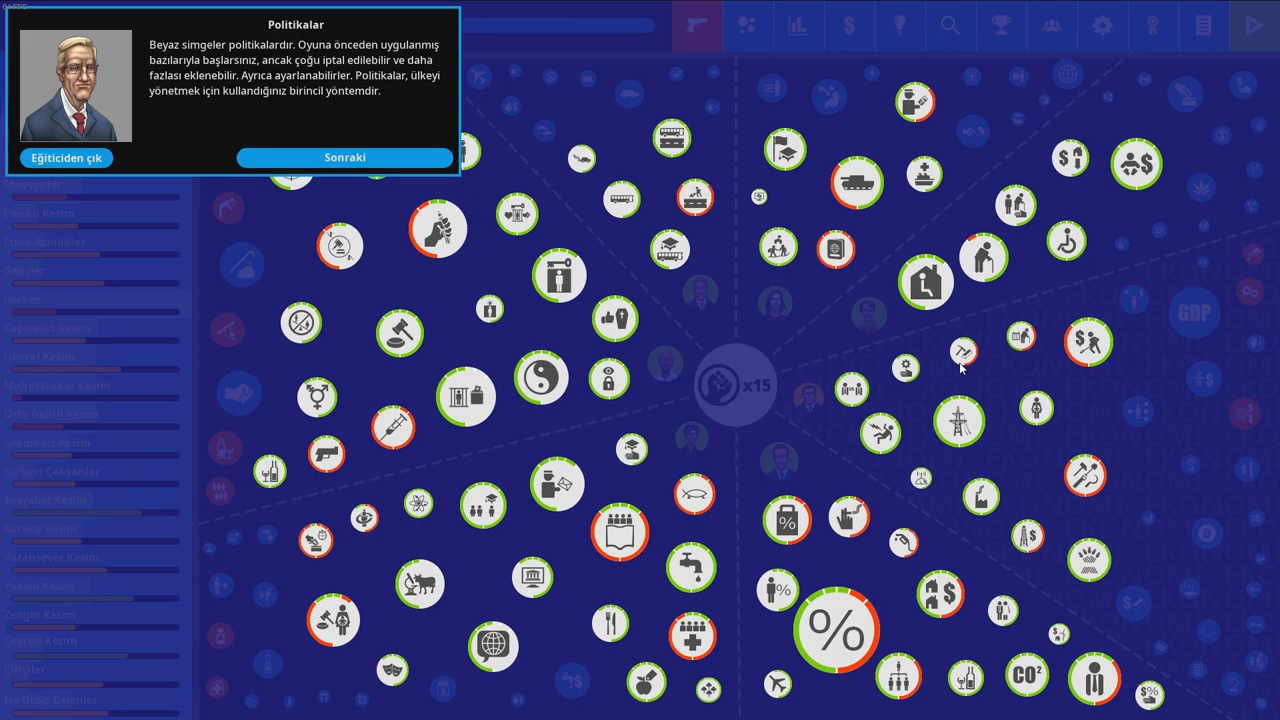 Politikalar
Beyaz simgeler politikalardır. Oyuna önceden uygulanmış
bazılarıyla başlarsınız, ancak çoğu iptal edilebilir ve daha
fazlası eklenebilir. Ayrıca ayarlanabilirler. Politikalar, ülkeyi
yönetmek için kullandığınız birincil yöntemdir.
Eğiticiden çık
Sonraki
Ebeveynler
Emekli Kesim
Etnik Azınlıklar
Gençler
Herkes
Kapitalist Kesim
Liberal Kesim
Muhafazakar Kesim
Orta Gelirli Kesim
Sendikacı Kesim
Serbest Çalışanlar
Sosyalist Kesim
Sürücü Kesim
Vatansever Kesim
Yoksul Kesim
Zengin Kesim
Çevreci Kesim
Çiftçiler
İşe Gidip Gelenler
x15
GDP
CO²